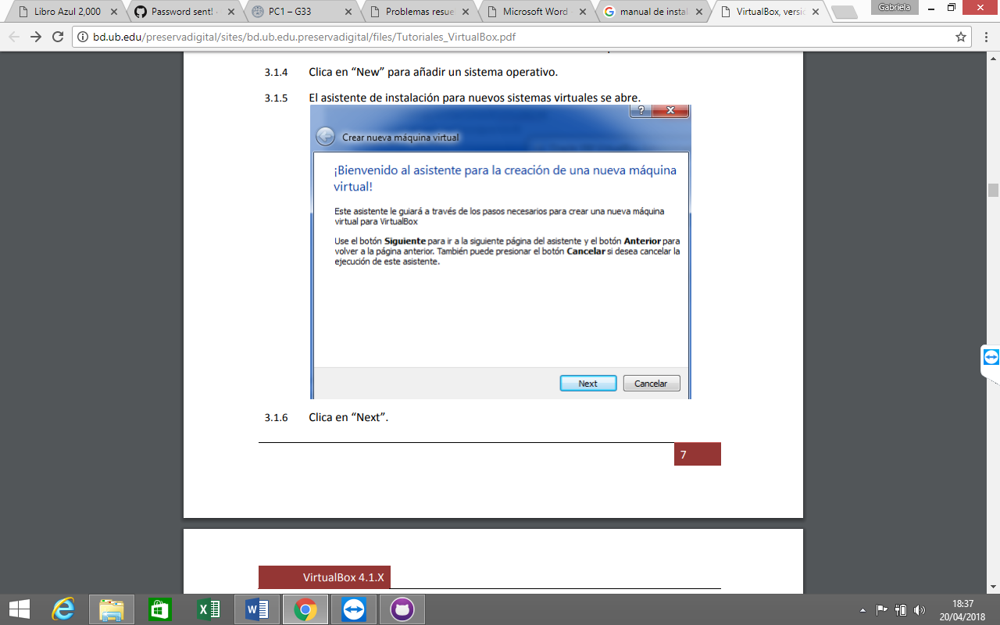 Libro Azul 2,000
Password sent! ·
PC1 – G33
Problemas resue
Microsoft Word -
manual de instal
VirtualBox, versió
Gabriela
bd.ub.edu/preservadigital/sites/bd.ub.edu.preservadigital/files/Tutoriales_VirtualBox.pdf
3.1.4 Clica en “New” para añadir un sistema operativo.
3.1.5 El asistente de instalación para nuevos sistemas virtuales se abre.
?
Crear nueva máquina virtual
¡Bienvenido al asistente para la creación de una nueva máquina
virtual!
Este asistente le guiará a través de los pasos necesarios para crear una nueva máquina
virtual para VirtualBox
Use el botón Siguiente para ir a la siguiente página del asistente y el botón Anterior para
volver a la página anterior. También puede presionar el botón Cancelar si desea cancelar la
ejecución de este asistente.
Next Cancelar
3.1.6 Clica en “Next”.
7
VirtualBox 4.1.X
18:37
20/04/2018